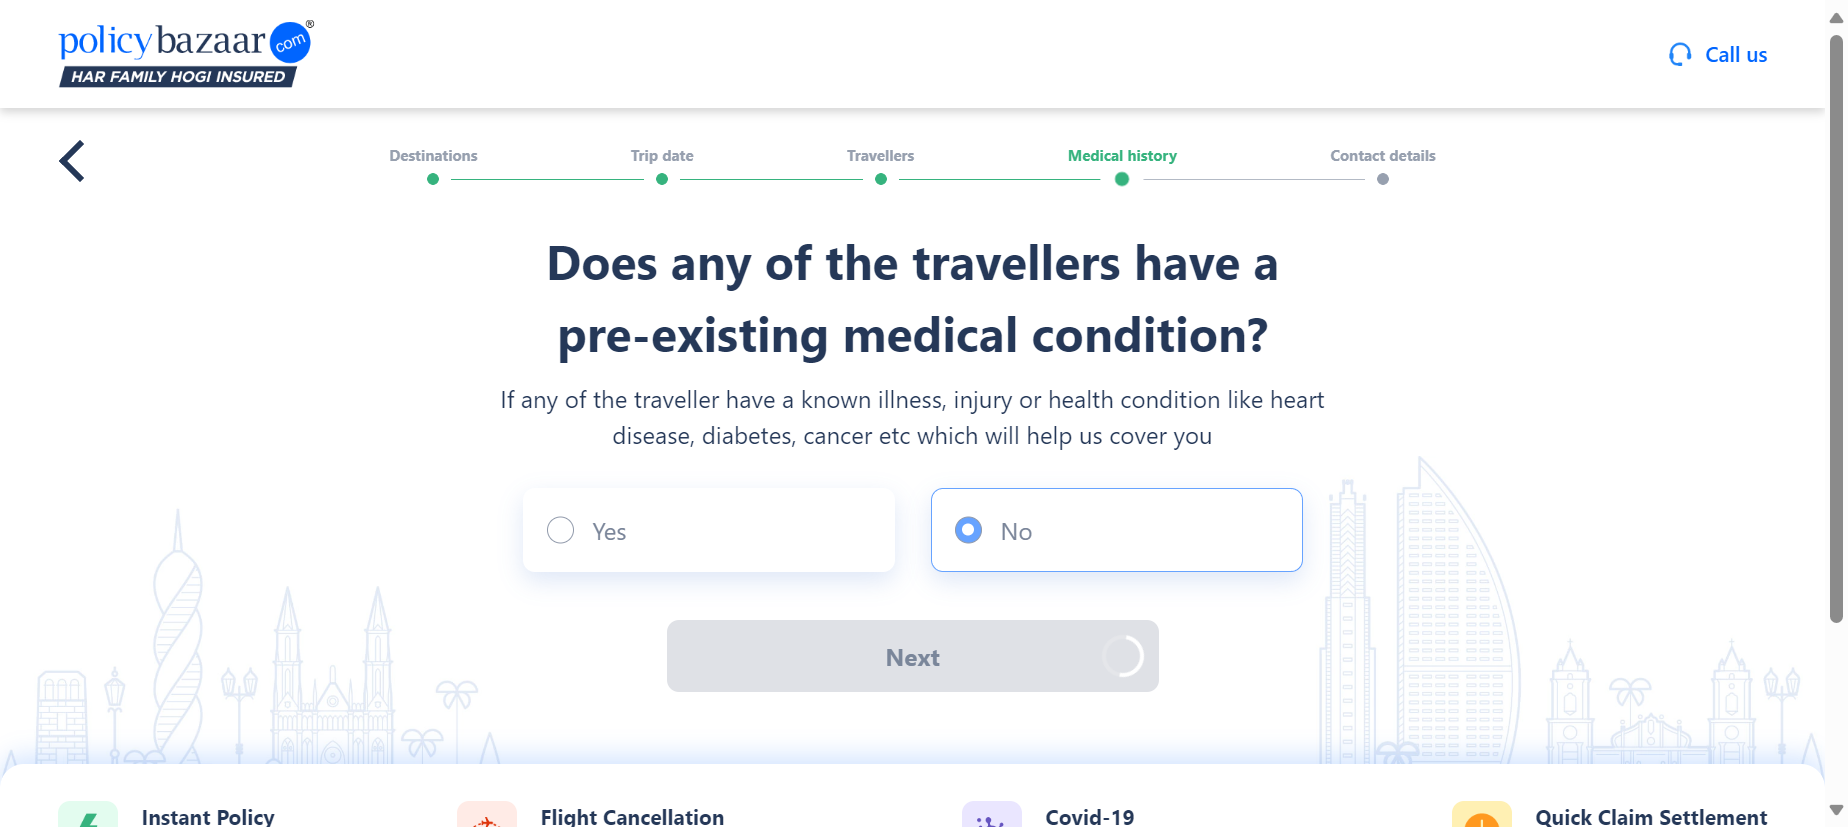 policybazaar com ®
HAR FAMILY HOGI INSURED
Call us
Destinations
Trip date
Travellers
Medical history
Contact details
Does any of the travellers have a
pre-existing medical condition?
If any of the traveller have a known illness, injury or health condition like heart
disease, diabetes, cancer etc which will help us cover you
Yes
No
Next
Instant Policy
Flight Cancellation
Covid-19
Quick Claim Settlement